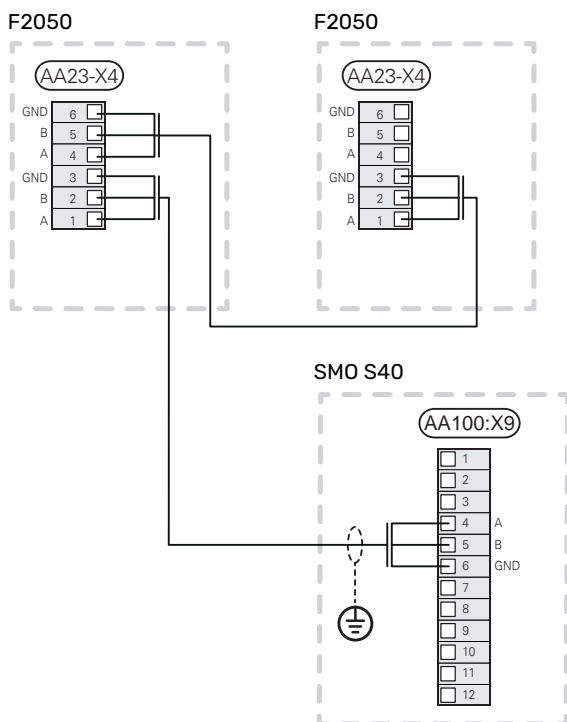 F2050
AA23-X4
GND 6
B 5
A 4
GND 3
B 2
A 1
F2050
AA23-X4
GND 6
B 5
A 4
GND 3
B 2
A 1
SMO S40
AA100:X9
1
2
3
4 A
5 B
6 GND
7
8
9
10
11
12